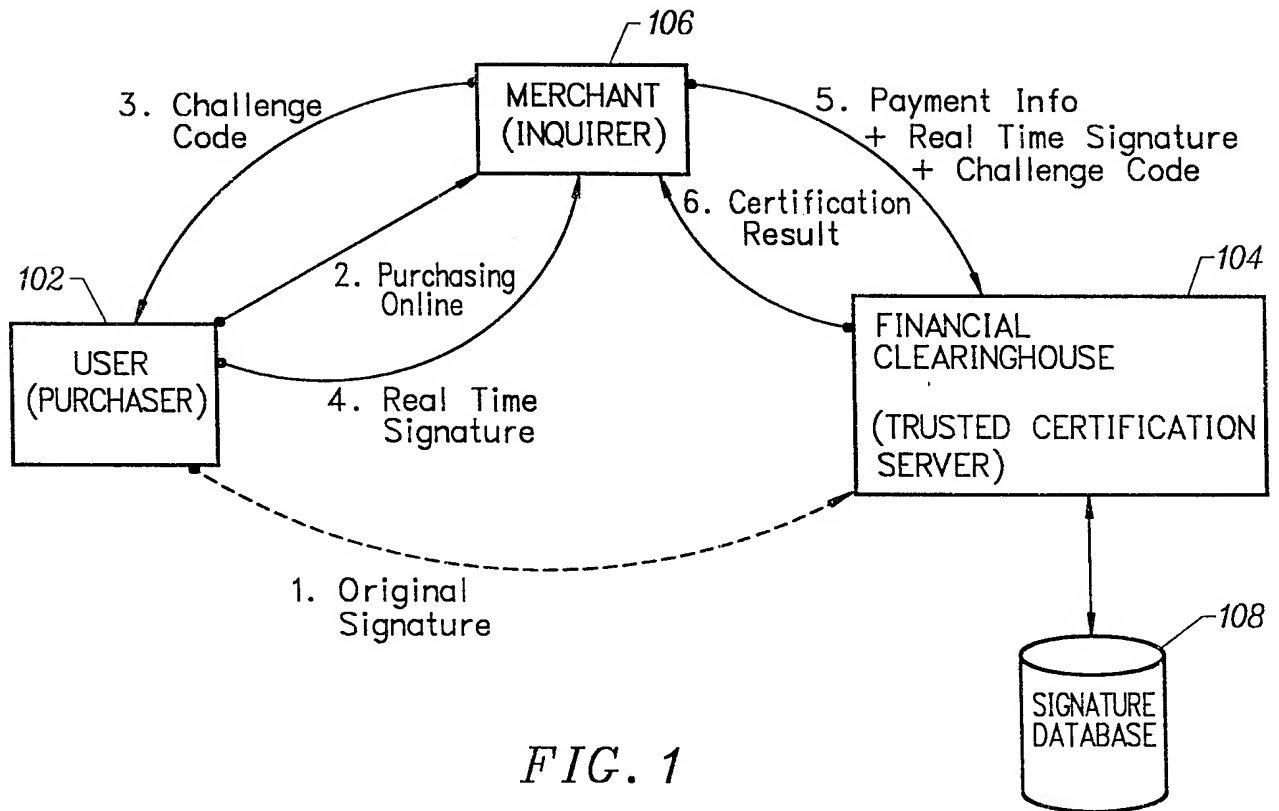 106
MERCHANT
(INQUIRER)
3. Challenge
Code
5. Payment Info
+ Real Time Signature
+ Challenge Code
6. Certification
Result
102
2. Purchasing
Online
104
USER
(PURCHASER)
FINANCIAL
CLEARINGHOUSE
(TRUSTED CERTIFICATION
SERVER)
4. Real Time
Signature
1. Original
Signature
108
SIGNATURE
DATABASE
FIG. 1